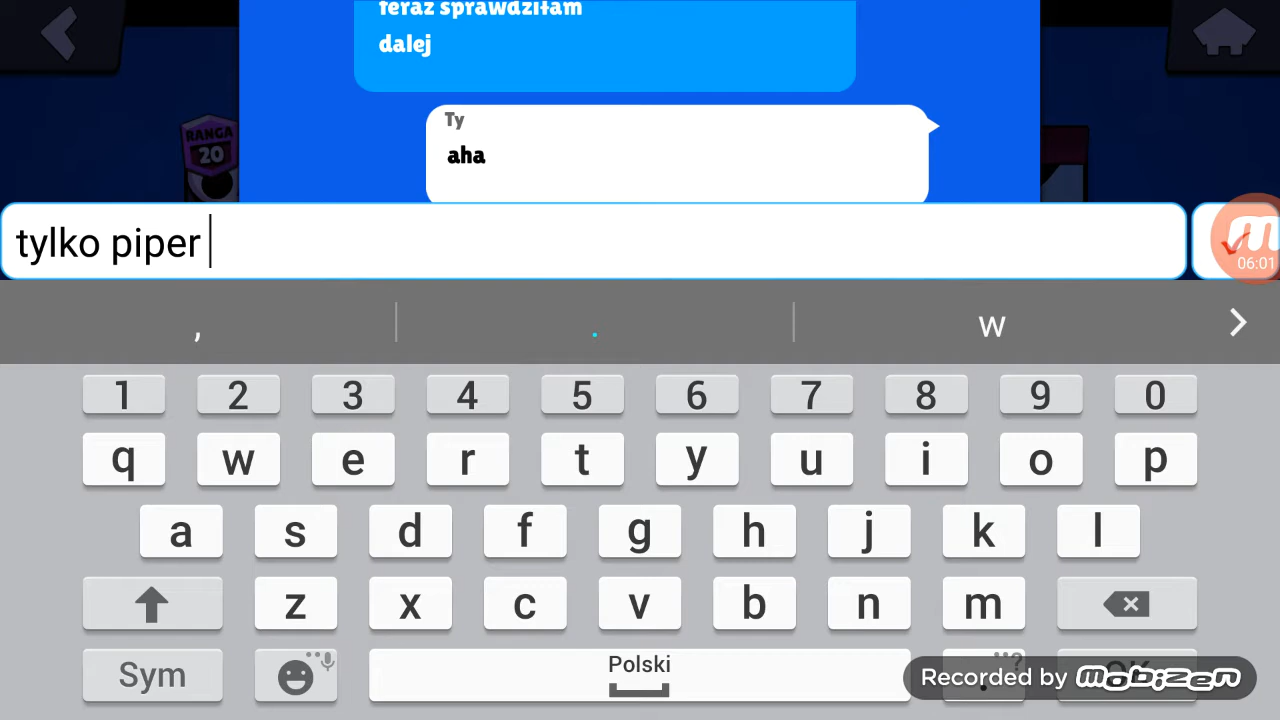 teraz sprawdziłam
dalej
Ty
aha
RANGA
20
tylko piper
06:01
, . w
1 2 3 4 5 6 7 8 9 0
q w e r t y u i o p
a s d f g h j k l
z x c v b n m
Sym
Polski
Recorded by mobizen